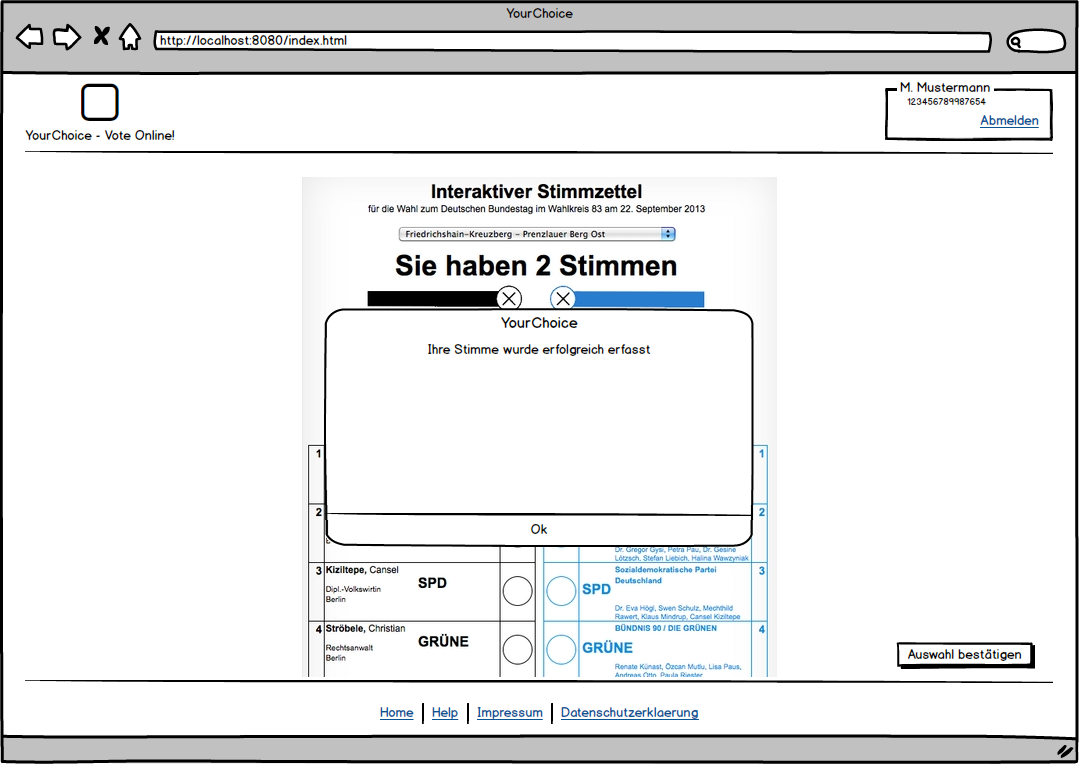 YourChoice
http://localhost:8080/index.html
YourChoice - Vote Online!
M. Mustermann
123456789987654
Abmelden
Interaktiver Stimmzettel
für die Wahl zum Deutschen Bundestag im Wahlkreis 83 am 22. September 2013
Friedrichshain-Kreuzberg - Prenzlauer Berg Ost
Sie haben 2 Stimmen
YourChoice
Ihre Stimme wurde erfolgreich erfasst
Ok
1
1
2
2
Dr. Gregor Gysi, Petra Pau, Dr. Gesine
Lötzsch, Stefan Liebich, Halina Wawzyniak
3
Kiziltepe, Cansel
Dipl.-Volkswirtin
Berlin
SPD
SPD
Sozialdemokratische Partei
Deutschland
Dr. Eva Högl, Swen Schulz, Mechthild
Rawert, Klaus Mindrup, Cansel Kiziltepe
3
4
Ströbele, Christian
Rechtsanwalt
Berlin
GRÜNE
GRÜNE
BÜNDNIS 90 / DIE GRÜNEN
Renate Künast, Özcan Mutlu, Lisa Paus,
Andreas Otto, Paula Riester
4
Auswahl bestätigen
Home
Help
Impressum
Datenschutzerklaerung